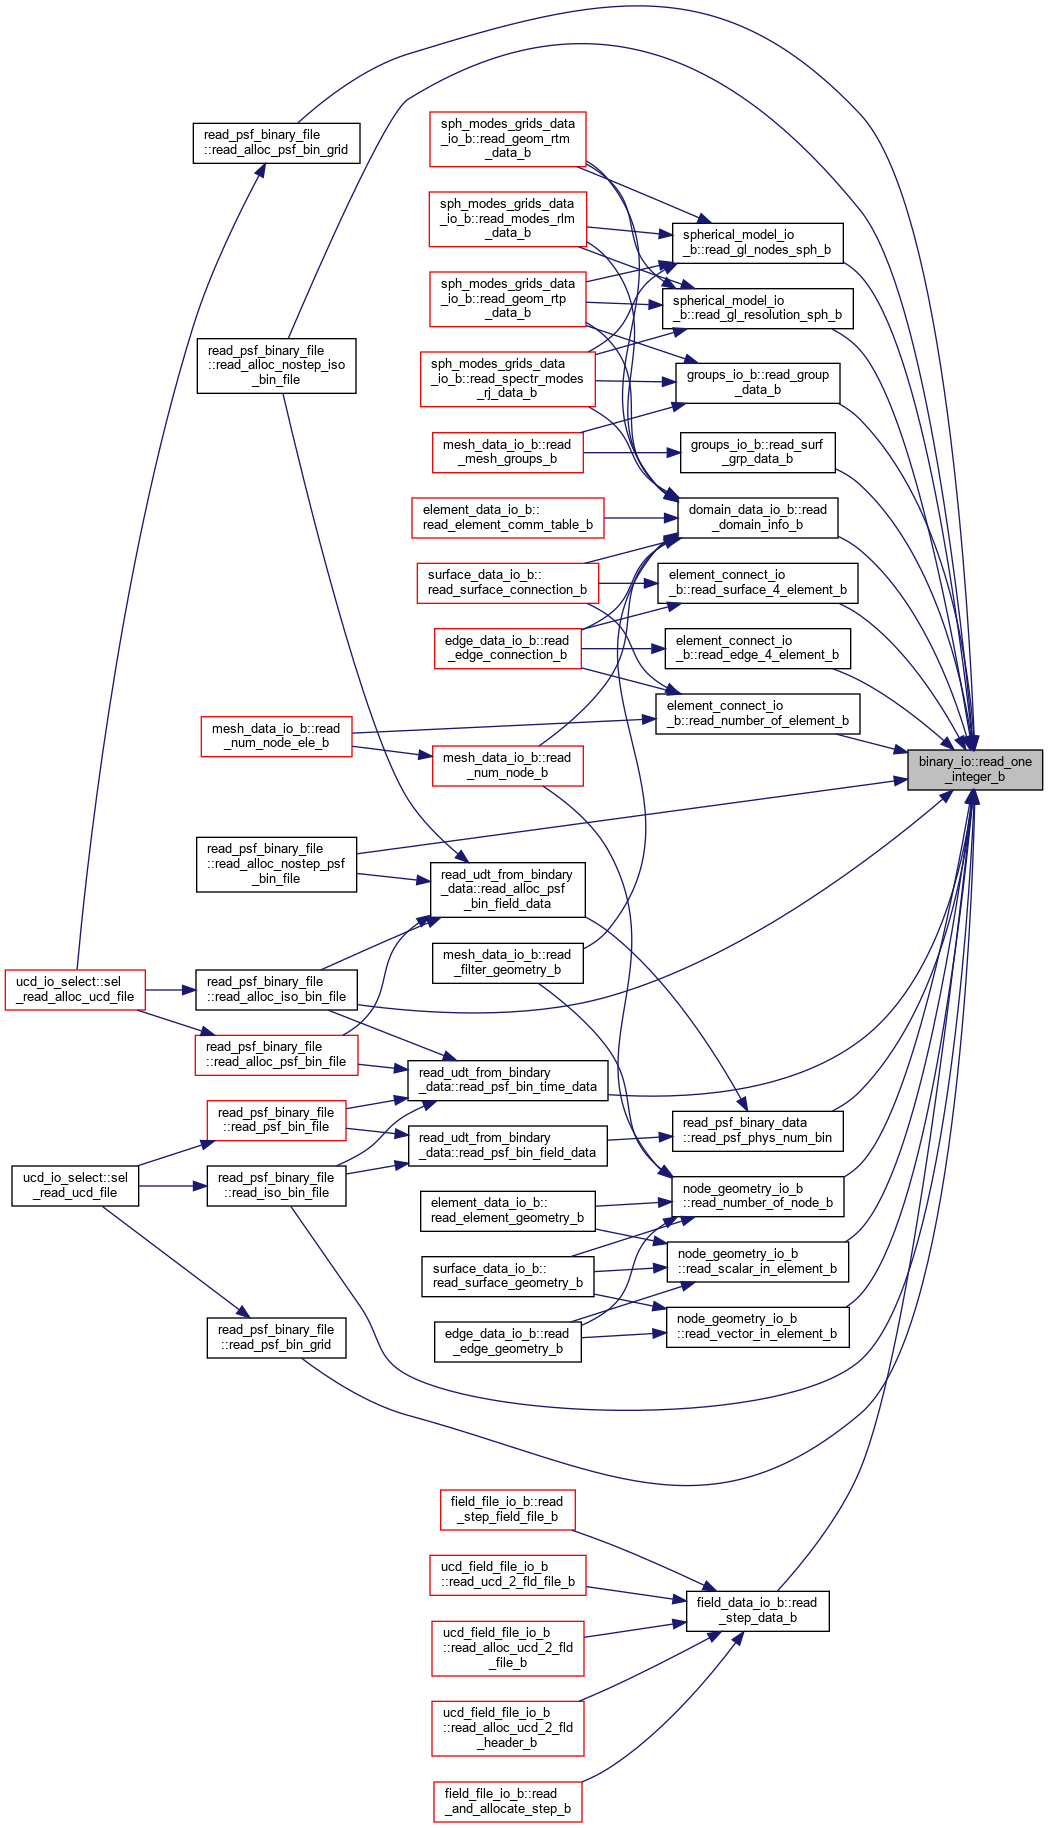 read_psf_binary_file
::read_alloc_psf_bin_grid
sph_modes_grids_data
_io_b::read_geom_rtm
_data_b
sph_modes_grids_data
_io_b::read_modes_rlm
_data_b
spherical_model_io
_b::read_gl_nodes_sph_b
sph_modes_grids_data
_io_b::read_geom_rtp
_data_b
spherical_model_io
_b::read_gl_resolution_sph_b
read_psf_binary_file
::read_alloc_nostep_iso
_bin_file
sph_modes_grids_data
_io_b::read_spectr_modes
_rj_data_b
groups_io_b::read_group
_data_b
mesh_data_io_b::read
_mesh_groups_b
groups_io_b::read_surf
_grp_data_b
element_data_io_b::
read_element_comm_table_b
domain_data_io_b::read
_domain_info_b
surface_data_io_b::
read_surface_connection_b
element_connect_io
_b::read_surface_4_element_b
edge_data_io_b::read
_edge_connection_b
element_connect_io
_b::read_edge_4_element_b
mesh_data_io_b::read
_num_node_ele_b
element_connect_io
_b::read_number_of_element_b
mesh_data_io_b::read
_num_node_b
binary_io::read_one
_integer_b
read_psf_binary_file
::read_alloc_nostep_psf
_bin_file
read_udt_from_bindary
_data::read_alloc_psf
_bin_field_data
mesh_data_io_b::read
_filter_geometry_b
ucd_io_select::sel
_read_alloc_ucd_file
read_psf_binary_file
::read_alloc_iso_bin_file
read_psf_binary_file
::read_alloc_psf_bin_file
read_udt_from_bindary
_data::read_psf_bin_time_data
read_psf_binary_file
::read_psf_bin_file
read_psf_binary_data
::read_psf_phys_num_bin
read_udt_from_bindary
_data::read_psf_bin_field_data
ucd_io_select::sel
_read_ucd_file
read_psf_binary_file
::read_iso_bin_file
node_geometry_io_b
::read_number_of_node_b
element_data_io_b::
read_element_geometry_b
node_geometry_io_b
::read_scalar_in_element_b
surface_data_io_b::
read_surface_geometry_b
read_psf_binary_file
::read_psf_bin_grid
edge_data_io_b::read
_edge_geometry_b
node_geometry_io_b
::read_vector_in_element_b
field_file_io_b::read
_step_field_file_b
ucd_field_file_io_b
::read_ucd_2_fld_file_b
field_data_io_b::read
_step_data_b
ucd_field_file_io_b
::read_alloc_ucd_2_fld
_file_b
ucd_field_file_io_b
::read_alloc_ucd_2_fld
_header_b
field_file_io_b::read
_and_allocate_step_b